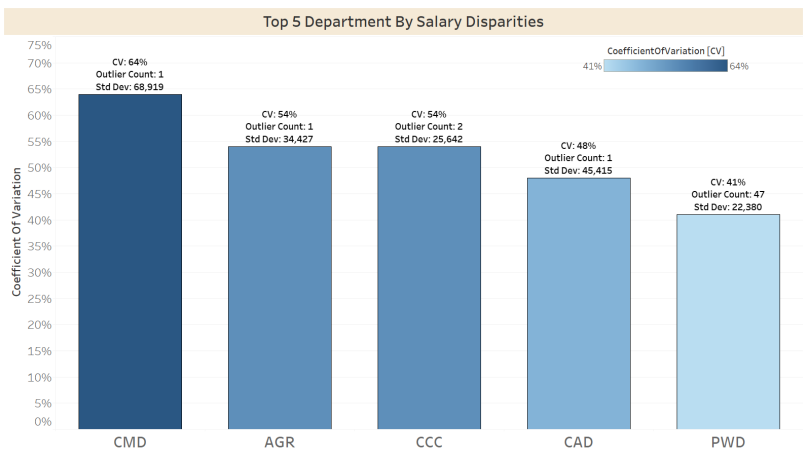 Top 5 Department By Salary Disparities
CoefficientOfVariation [CV]
41% 64%
Coefficient Of Variation
75%
70%
65%
60%
55%
50%
45%
40%
35%
30%
25%
20%
15%
10%
5%
0%
CV: 64%
Outlier Count: 1
Std Dev: 68,919
CV: 54%
Outlier Count: 1
Std Dev: 34,427
CV: 54%
Outlier Count: 2
Std Dev: 25,642
CV: 48%
Outlier Count: 1
Std Dev: 45,415
CV: 41%
Outlier Count: 47
Std Dev: 22,380
CMD AGR CCC CAD PWD